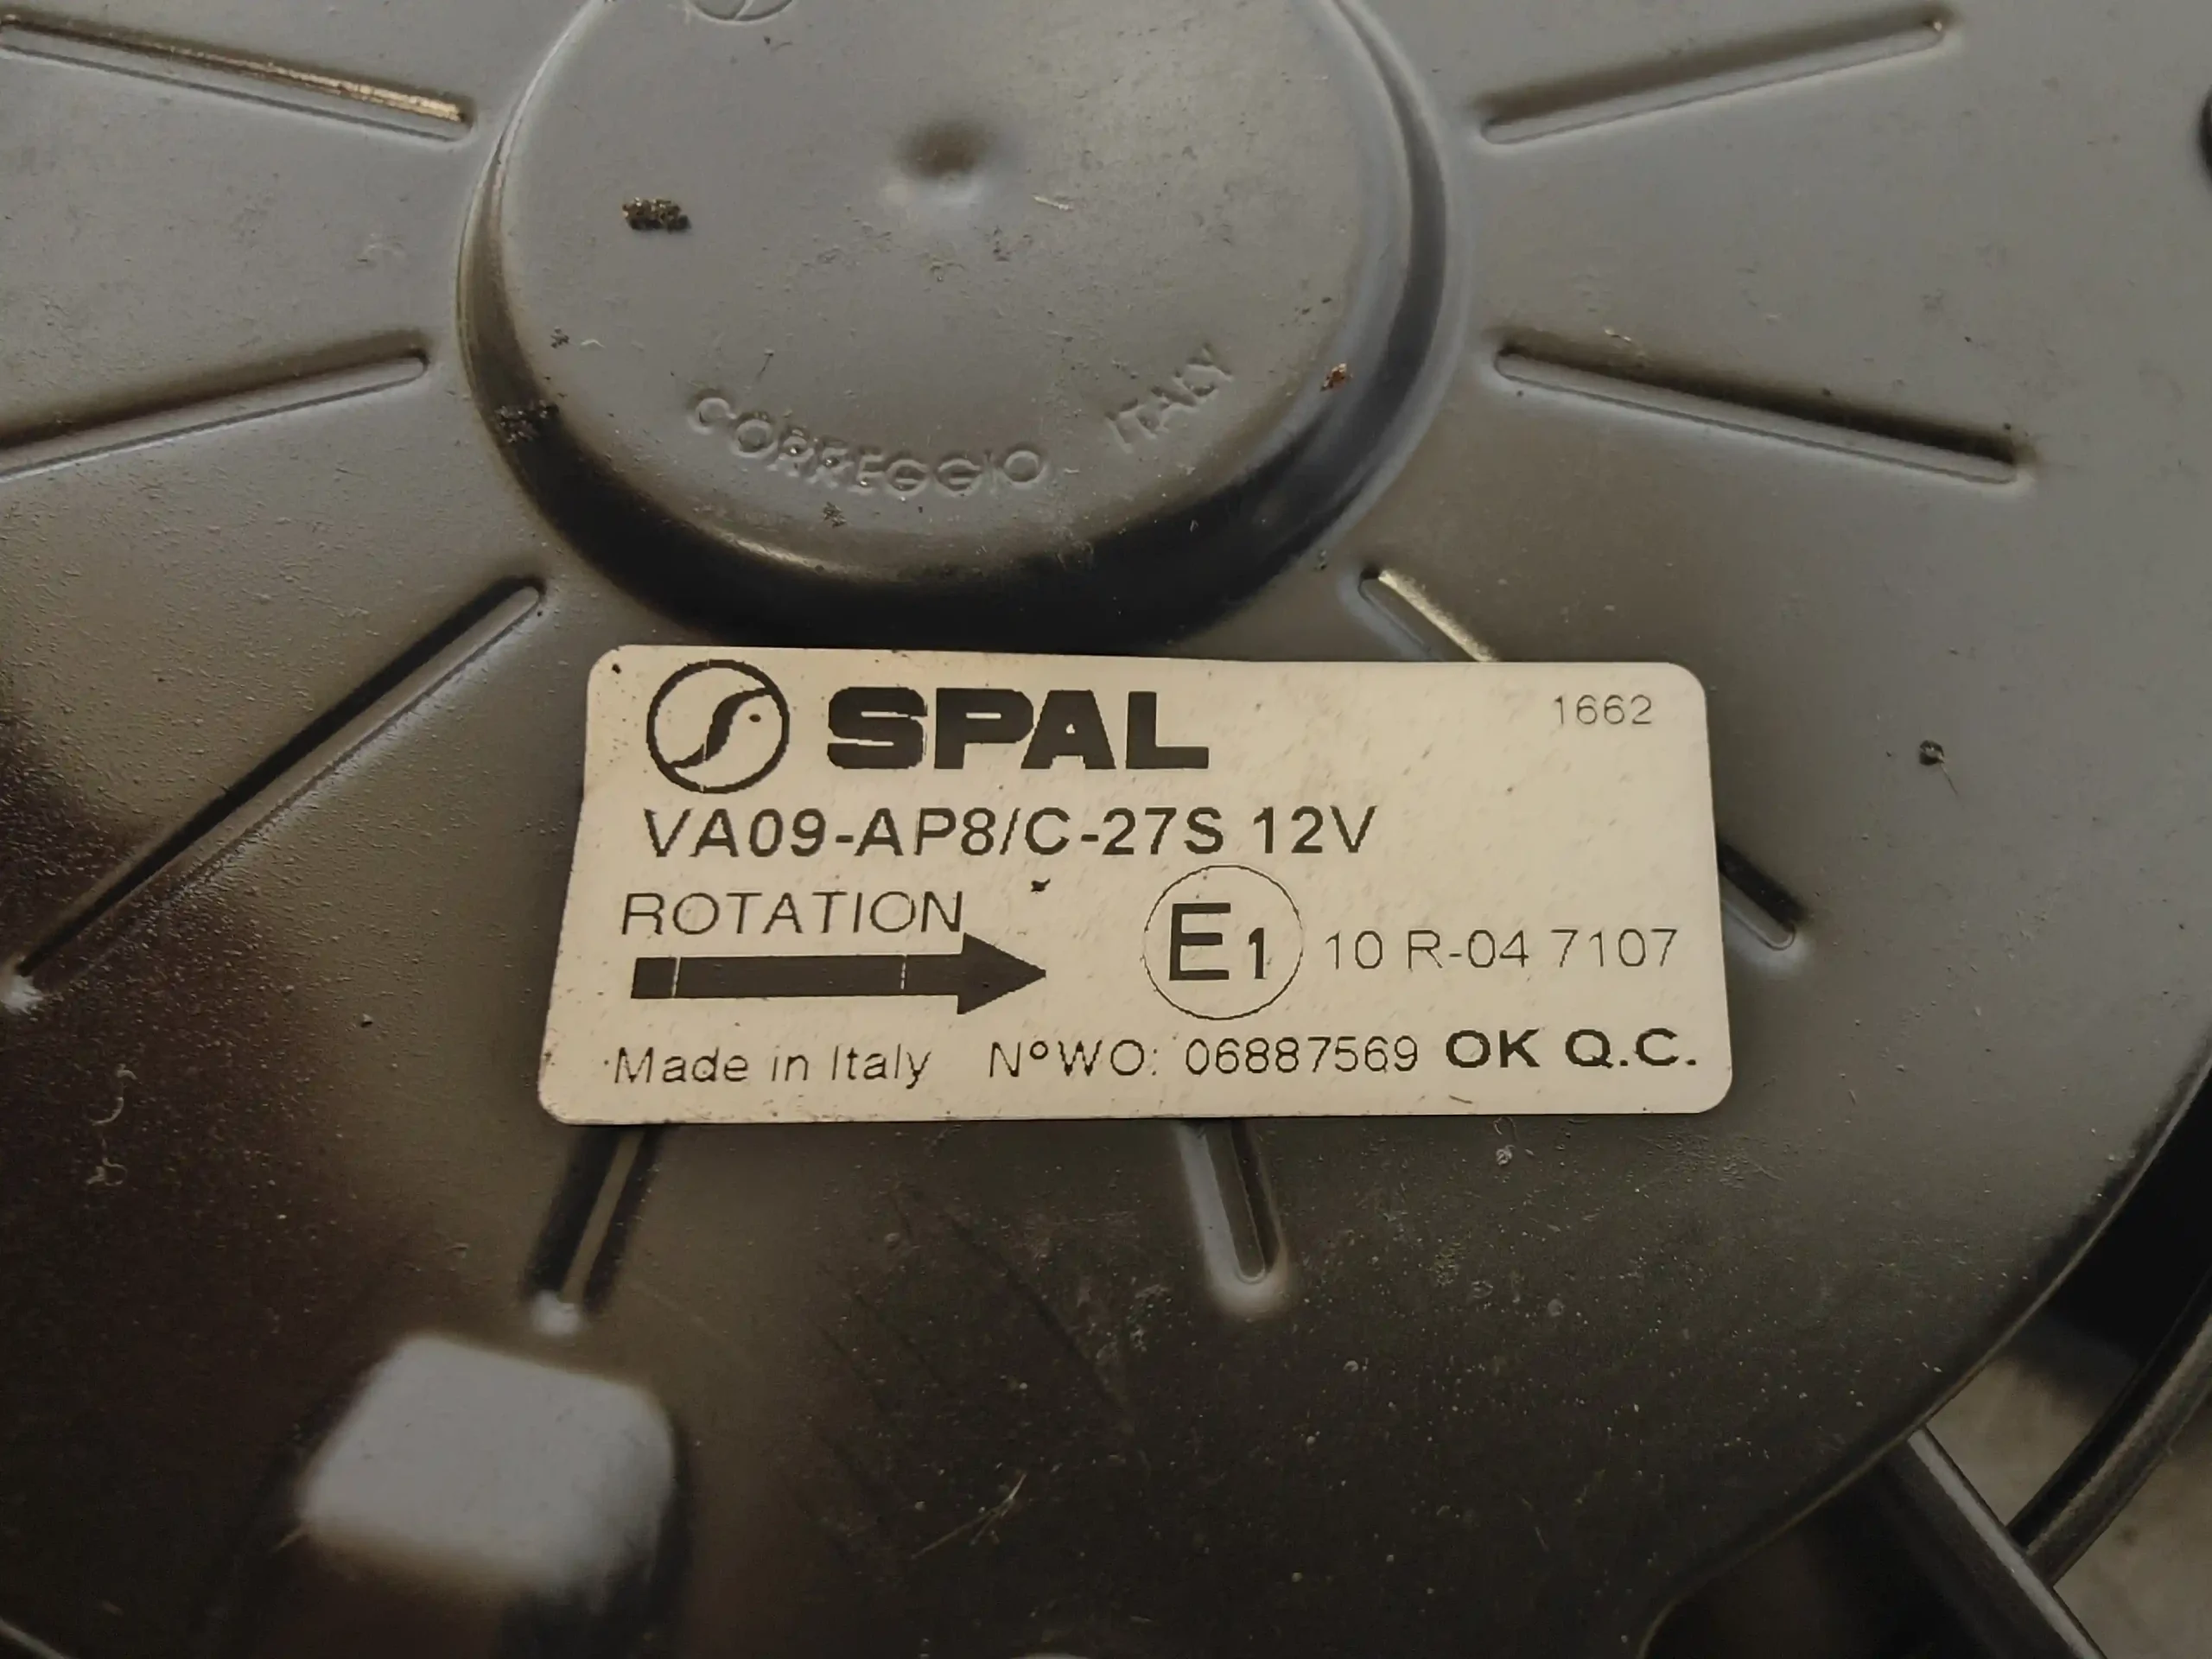 CORREGGIO ITALY
SPAL 1662
VA09-AP8/C-27S 12V
ROTATION
E1 10 R-04 7107
Made in Italy N°WO: 06887569 OK Q.C.